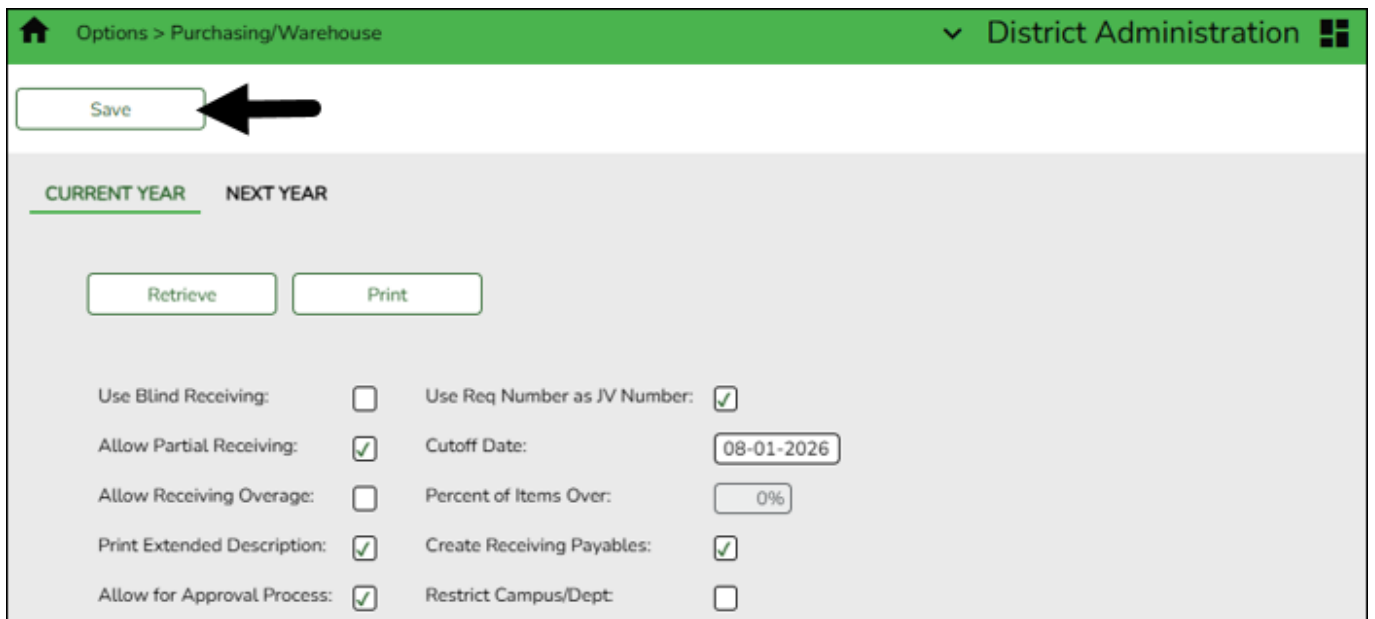 Options > Purchasing/Warehouse District Administration
Save
CURRENT YEAR NEXT YEAR
Retrieve Print
Use Blind Receiving: Use Req Number as JV Number:
Allow Partial Receiving: Cutoff Date: 08-01-2026
Allow Receiving Overage: Percent of Items Over: 0%
Print Extended Description: Create Receiving Payables:
Allow for Approval Process: Restrict Campus/Dept: